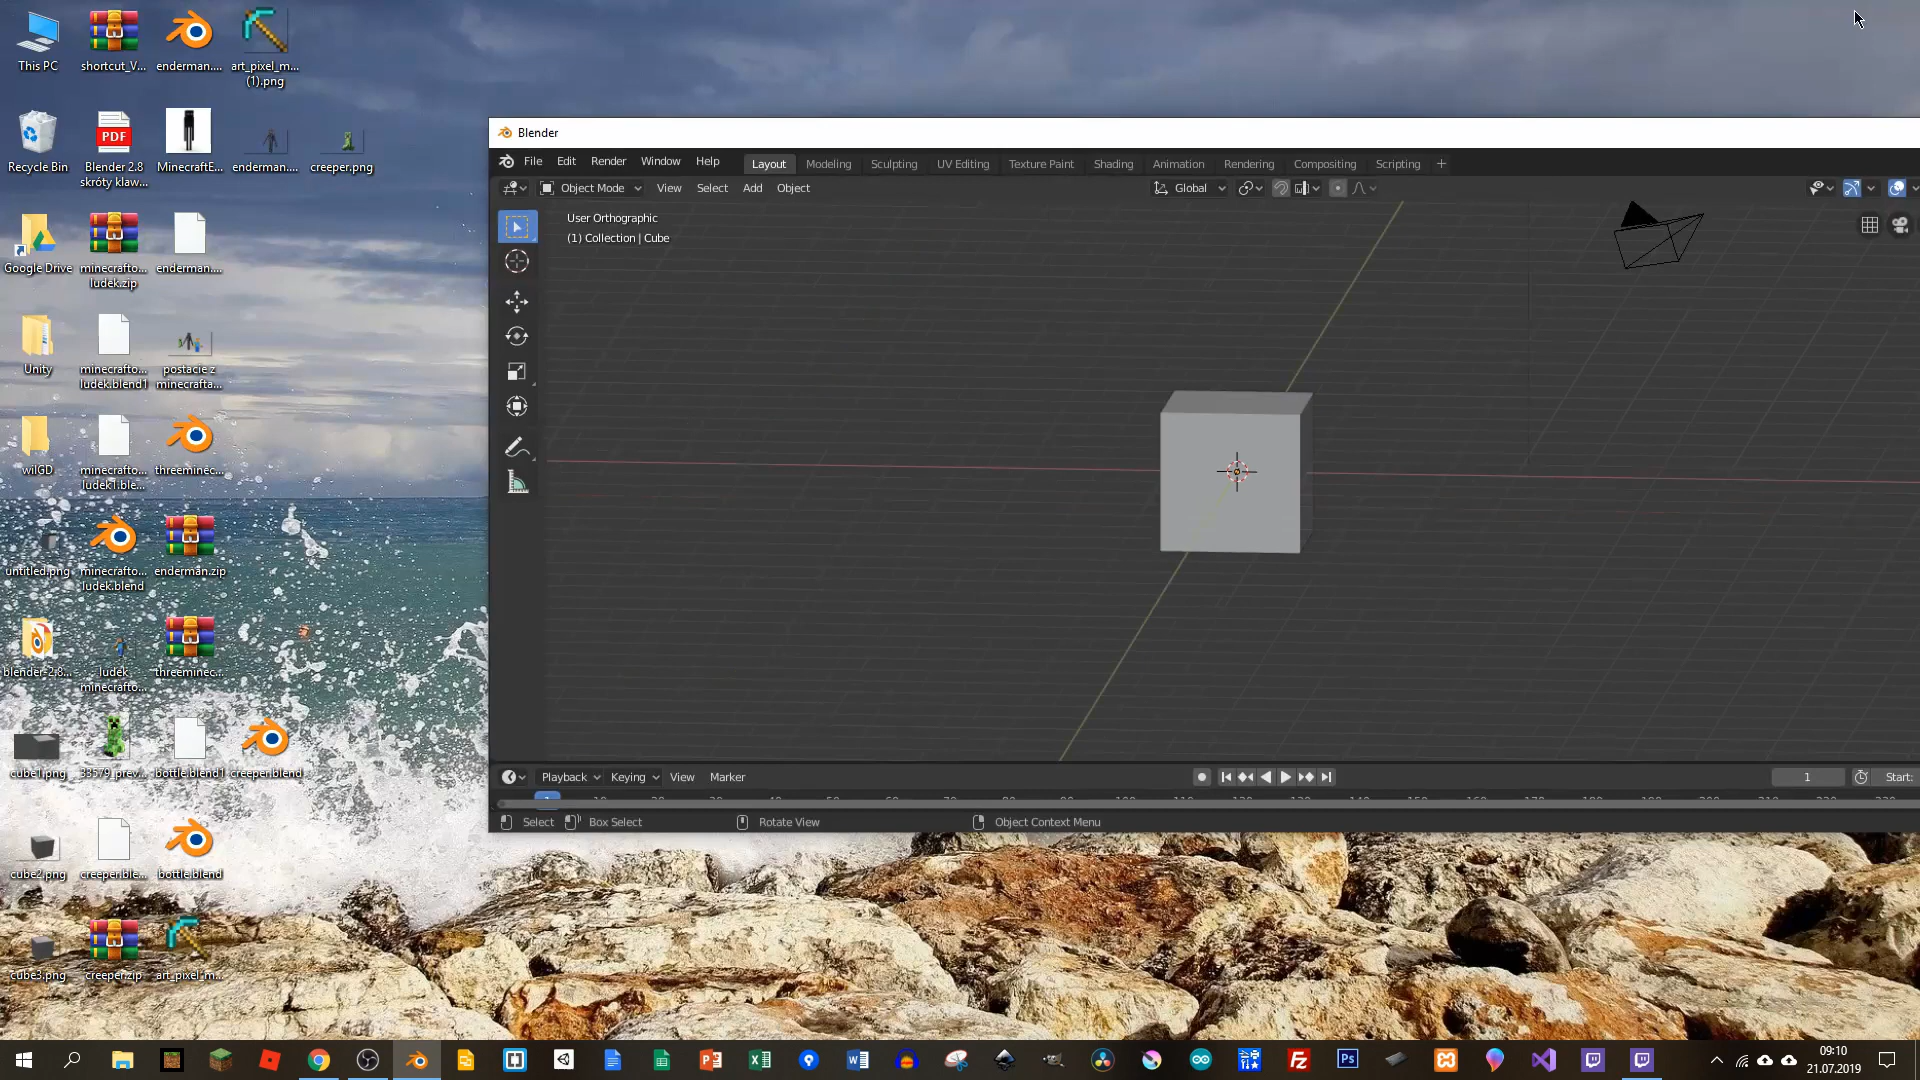 This PC
shortcut_V...
enderman....
art_pixel_m...
(1).png
Recycle Bin
PDF
Blender 2.8
skróty klaw...
MinecraftE...
enderman....
creeper.png
Google Drive
minecrafto...
ludek.zip
enderman....
Unity
minecrafto...
ludek.blend1
postacie z
minecrafta...
wilGD
minecrafto...
ludek1.ble...
threeminec...
untitled.png
minecrafto...
ludek.blend
enderman.zip
blender-2.8...
ludek
minecrafto...
threeminec...
cube1.png
33579_prev...
bottle.blend1
creeper.blend
cube2.png
creeper.ble...
bottle.blend
cube3.png
creeper.zip
art_pixel_m...
Blender
File Edit Render Window Help
Layout Modeling Sculpting UV Editing Texture Paint Shading Animation Rendering Compositing Scripting +
Object Mode View Select Add Object
Global
User Orthographic
(1) Collection | Cube
Playback Keying View Marker
1 Start:
Select Box Select Rotate View Object Context Menu
Ps
09:10
21.07.2019